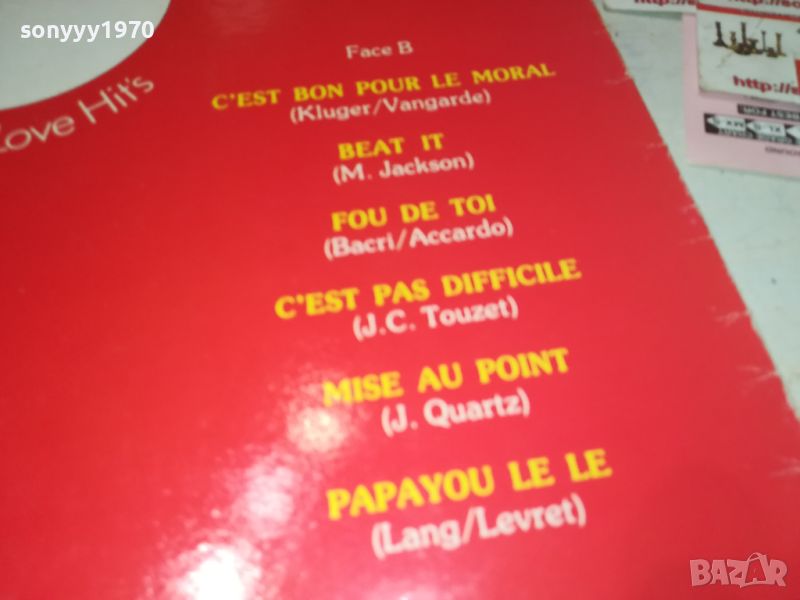 sonyyy1970
Love Hit's
Face B
C'EST BON POUR LE MORAL
(Kluger/Vangarde)
BEAT IT
(M. Jackson)
FOU DE TOI
(Bacri/Accardo)
C'EST PAS DIFFICILE
(J.C. Touzet)
MISE AU POINT
(J. Quartz)
PAPAYOU LE LE
(Lang/Levret)
http://s
BAZAR